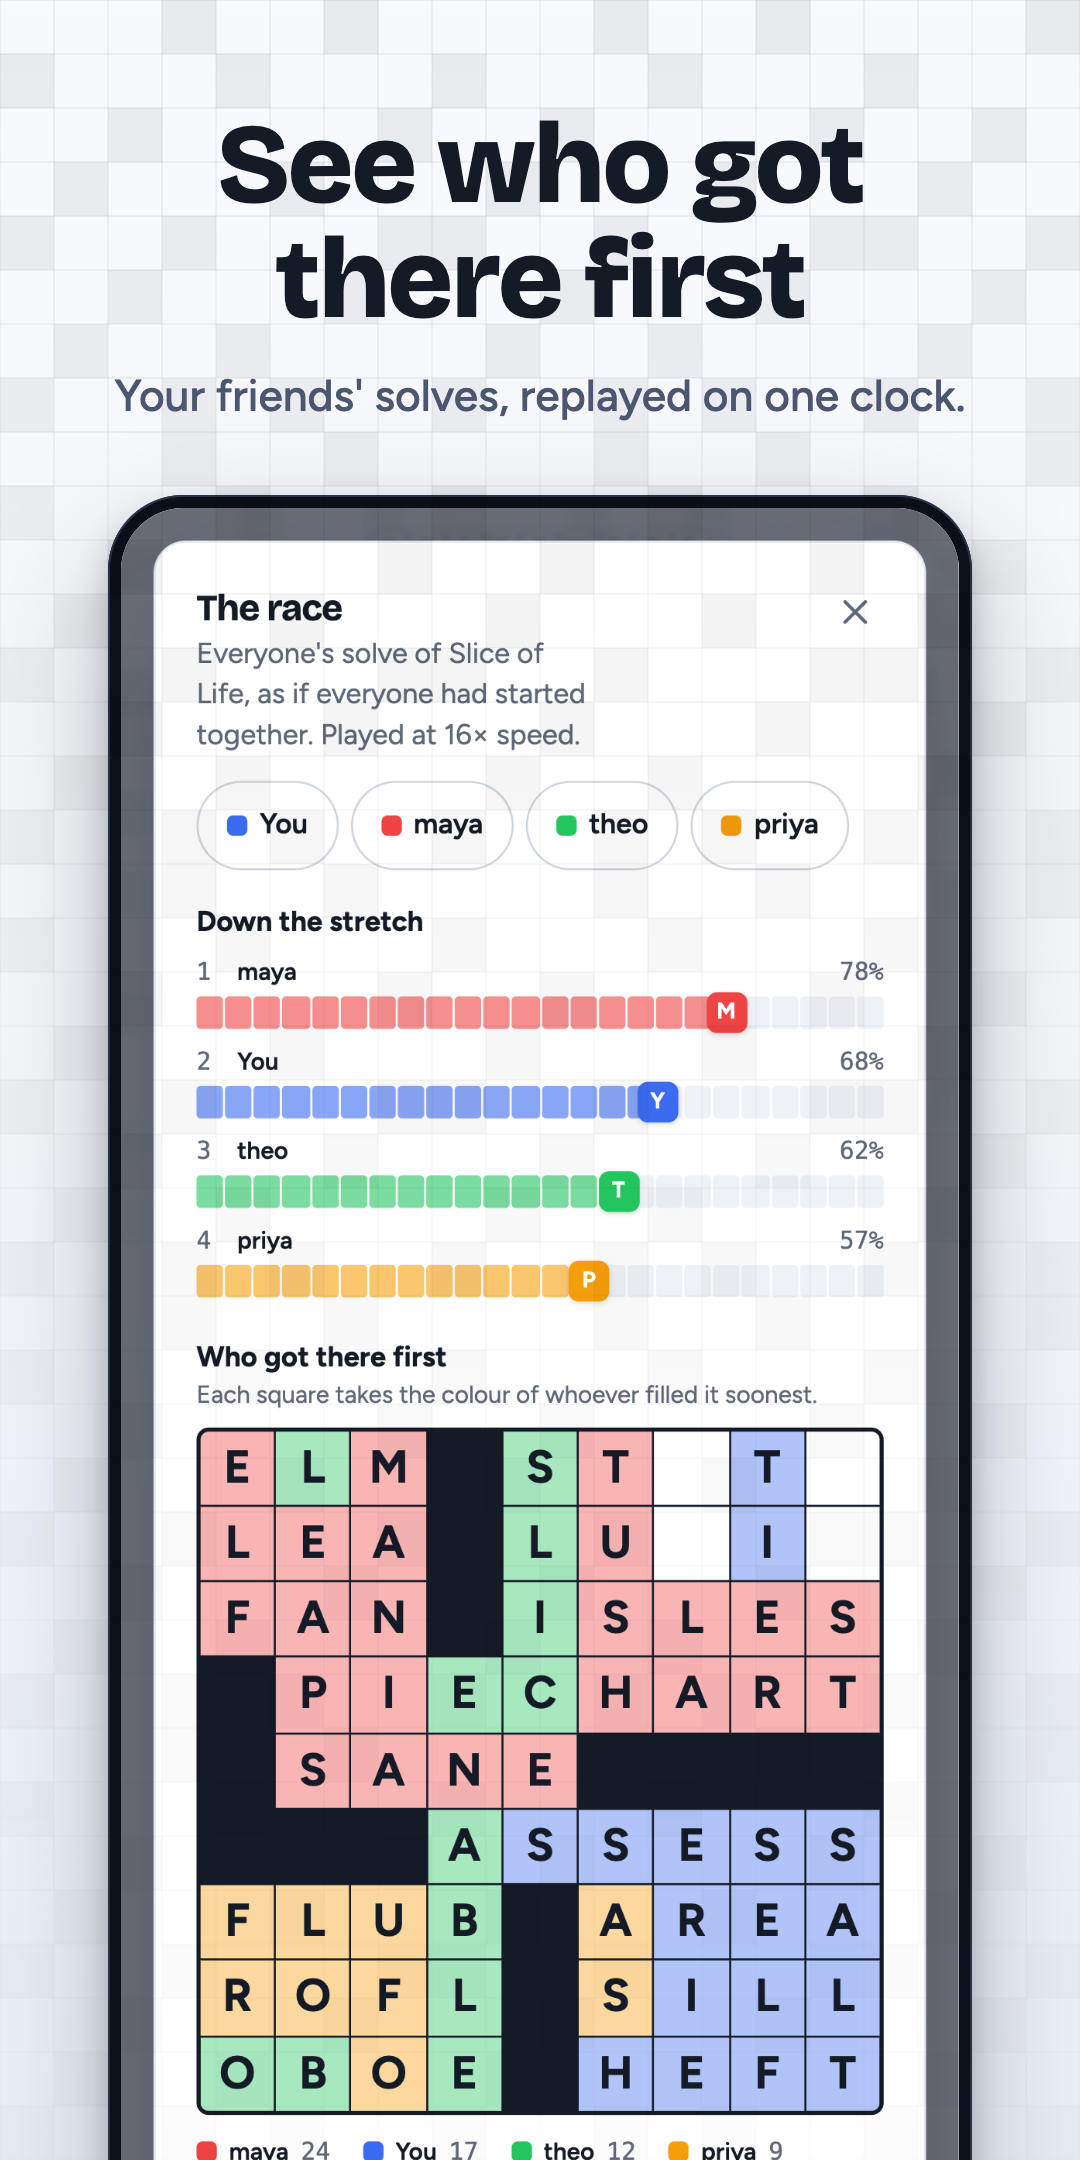 See who got
there first
Your friends' solves, replayed on one clock.
The race
Everyone's solve of Slice of
Life, as if everyone had started
together. Played at 16× speed.
You maya theo priya
Down the stretch
1 maya 78%
M
2 You 68%
Y
3 theo 62%
T
4 priya 57%
P
Who got there first
Each square takes the colour of whoever filled it soonest.
E L M S T T
L E A L U I
F A N I S L E S
P I E C H A R T
S A N E
A S S E S S
F L U B A R E A
R O F L S I L L
O B O E H E F T
maya 24 You 17 theo 12 priya 9